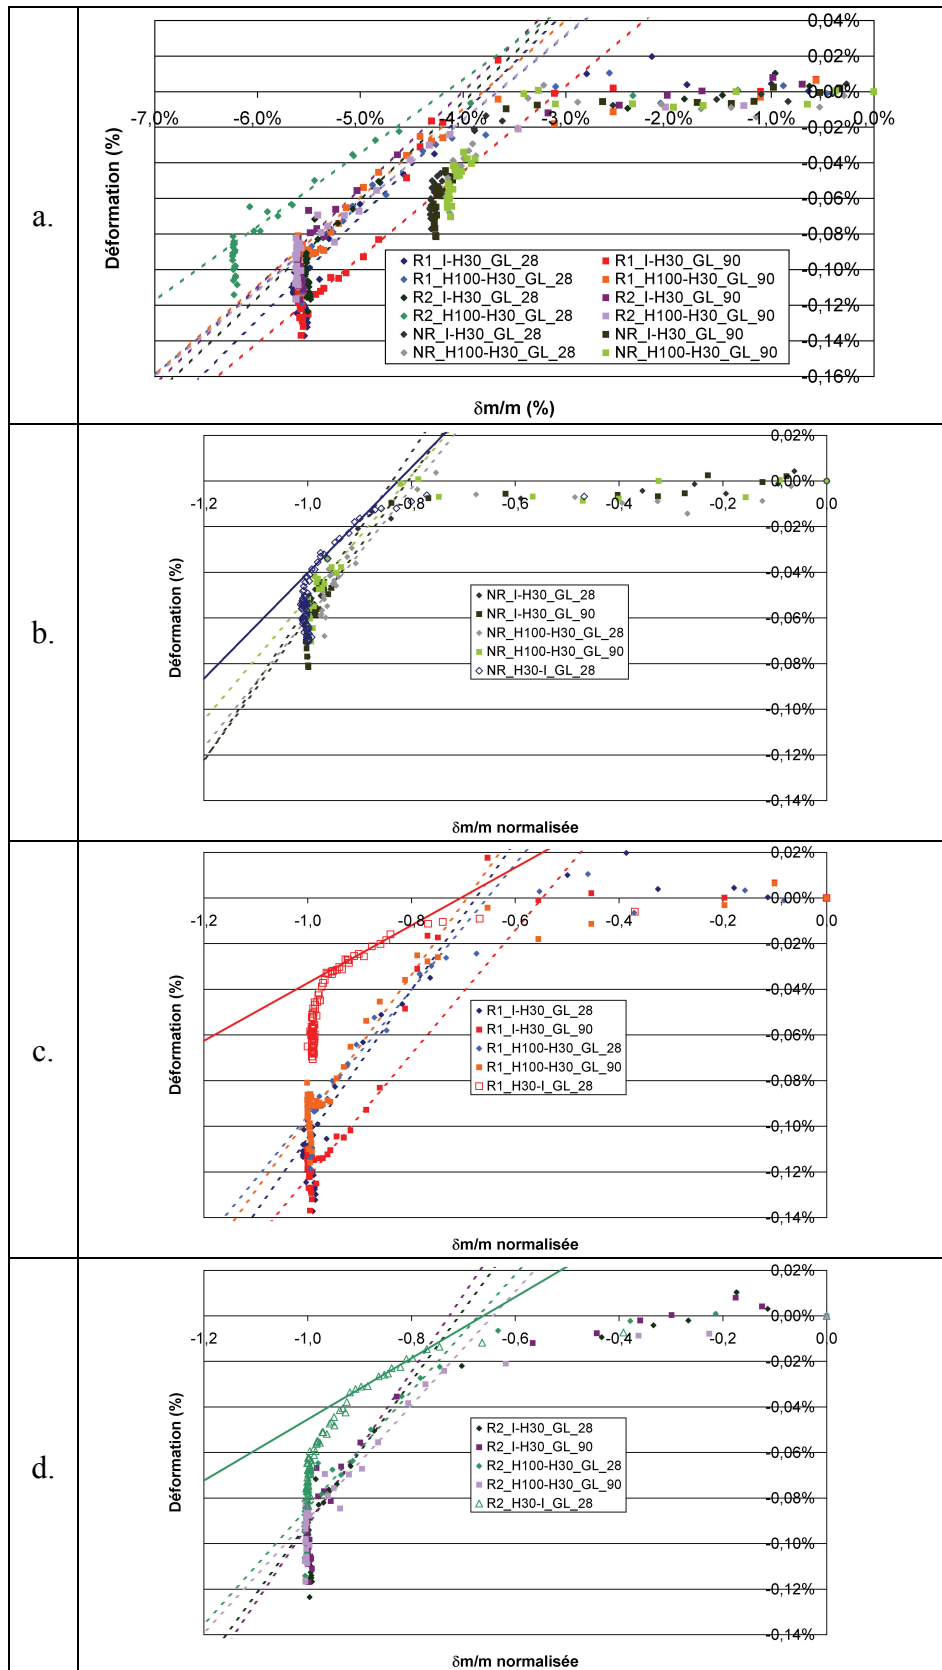 a.
0,04%
0,02%
0,00%
-7,0% -6,0% -5,0% -4,0% -3,0% -2,0% -1,0% 0,0%
-0,02%
-0,04%
-0,06%
-0,08%
-0,10%
-0,12%
-0,14%
-0,16%
Déformation (%)
R1_I-H30_GL_28 R1_I-H30_GL_90
R1_H100-H30_GL_28 R1_H100-H30_GL_90
R2_I-H30_GL_28 R2_I-H30_GL_90
R2_H100-H30_GL_28 R2_H100-H30_GL_90
NR_I-H30_GL_28 NR_I-H30_GL_90
NR_H100-H30_GL_28 NR_H100-H30_GL_90
δm/m (%)
b.
0,02%
0,00%
-1,2 -1,0 -0,8 -0,6 -0,4 -0,2 0,0
-0,02%
-0,04%
-0,06%
-0,08%
-0,10%
-0,12%
-0,14%
Déformation (%)
NR_I-H30_GL_28
NR_I-H30_GL_90
NR_H100-H30_GL_28
NR_H100-H30_GL_90
NR_H30-I_GL_28
δm/m normalisée
c.
0,02%
0,00%
-1,2 -1,0 -0,8 -0,6 -0,4 -0,2 0,0
-0,02%
-0,04%
-0,06%
-0,08%
-0,10%
-0,12%
-0,14%
Déformation (%)
R1_I-H30_GL_28
R1_I-H30_GL_90
R1_H100-H30_GL_28
R1_H100-H30_GL_90
R1_H30-I_GL_28
δm/m normalisée
d.
0,02%
0,00%
-1,2 -1,0 -0,8 -0,6 -0,4 -0,2 0,0
-0,02%
-0,04%
-0,06%
-0,08%
-0,10%
-0,12%
-0,14%
Déformation (%)
R2_I-H30_GL_28
R2_I-H30_GL_90
R2_H100-H30_GL_28
R2_H100-H30_GL_90
R2_H30-I_GL_28
δm/m normalisée